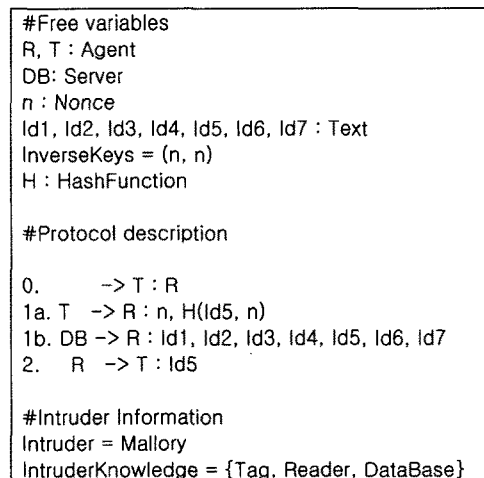 #Free variables
R, T : Agent
DB: Server
n : Nonce
Id1, Id2, Id3, Id4, Id5, Id6, Id7 : Text
InverseKeys = (n, n)
H : HashFunction
#Protocol description
0. -> T : R
1a. T -> R : n, H(Id5, n)
1b. DB -> R : Id1, Id2, Id3, Id4, Id5, Id6, Id7
2. R -> T : Id5
#Intruder Information
Intruder = Mallory
IntruderKnowledge = {Tag, Reader, DataBase}